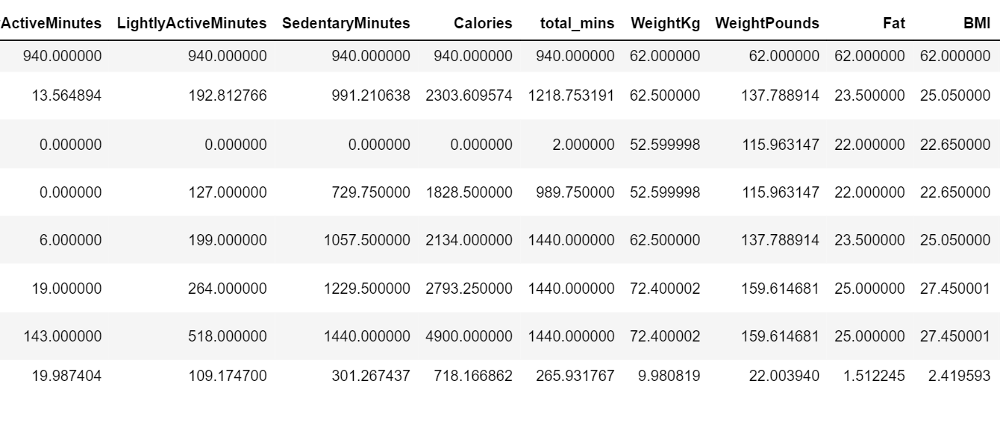 ActiveMinutes LightlyActiveMinutes SedentaryMinutes Calories total_mins WeightKg WeightPounds Fat BMI
940.000000 940.000000 940.000000 940.000000 940.000000 62.000000 62.000000 62.000000 62.000000
13.564894 192.812766 991.210638 2303.609574 1218.753191 62.500000 137.788914 23.500000 25.050000
0.000000 0.000000 0.000000 0.000000 2.000000 52.599998 115.963147 22.000000 22.650000
0.000000 127.000000 729.750000 1828.500000 989.750000 52.599998 115.963147 22.000000 22.650000
6.000000 199.000000 1057.500000 2134.000000 1440.000000 62.500000 137.788914 23.500000 25.050000
19.000000 264.000000 1229.500000 2793.250000 1440.000000 72.400002 159.614681 25.000000 27.450001
143.000000 518.000000 1440.000000 4900.000000 1440.000000 72.400002 159.614681 25.000000 27.450001
19.987404 109.174700 301.267437 718.166862 265.931767 9.980819 22.003940 1.512245 2.419593